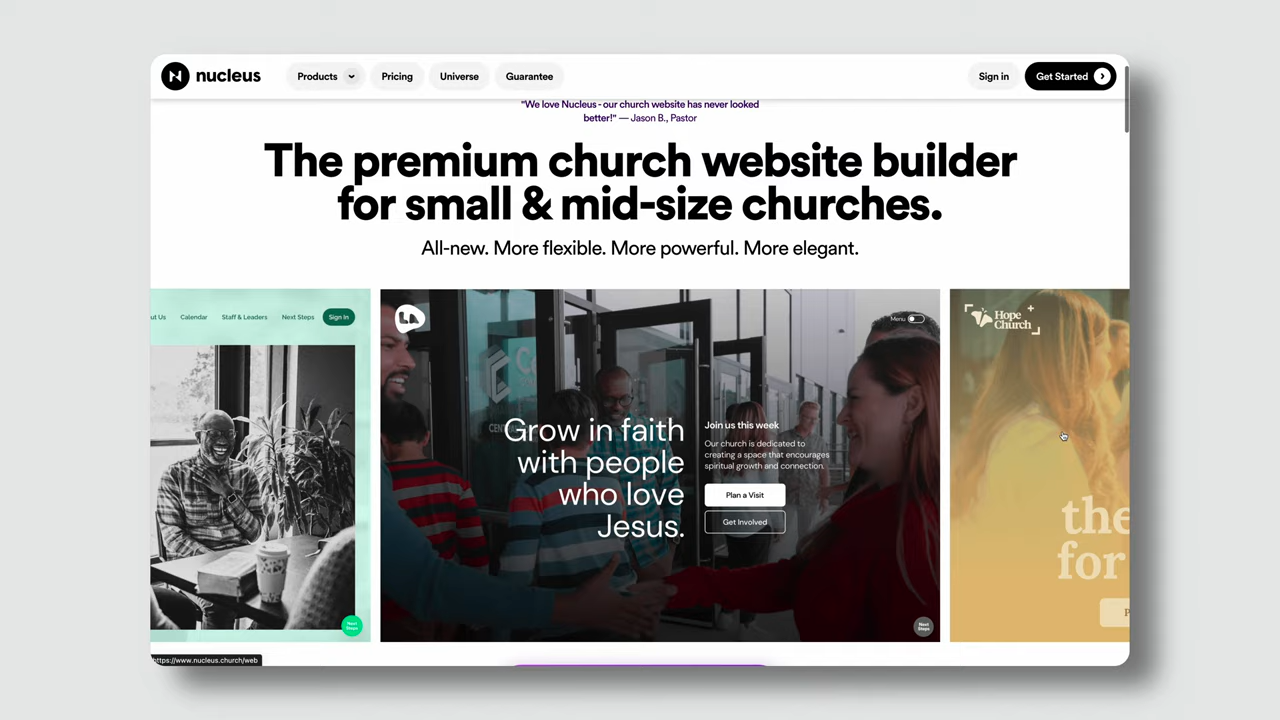 nucleus
Products
Pricing
Universe
Guarantee
Sign in
Get Started
"We love Nucleus - our church website has never looked
better!" — Jason B., Pastor
The premium church website builder
for small & mid-size churches.
All-new. More flexible. More powerful. More elegant.
ut Us
Calendar
Staff & Leaders
Next Steps
Sign In
Next
Steps
Menu
Grow in faith
with people
who love
Jesus.
Join us this week
Our church is dedicated to
creating a space that encourages
spiritual growth and connection.
Plan a Visit
Get Involved
Next
Steps
Hope
Church
the
for
P
https://www.nucleus.church/web